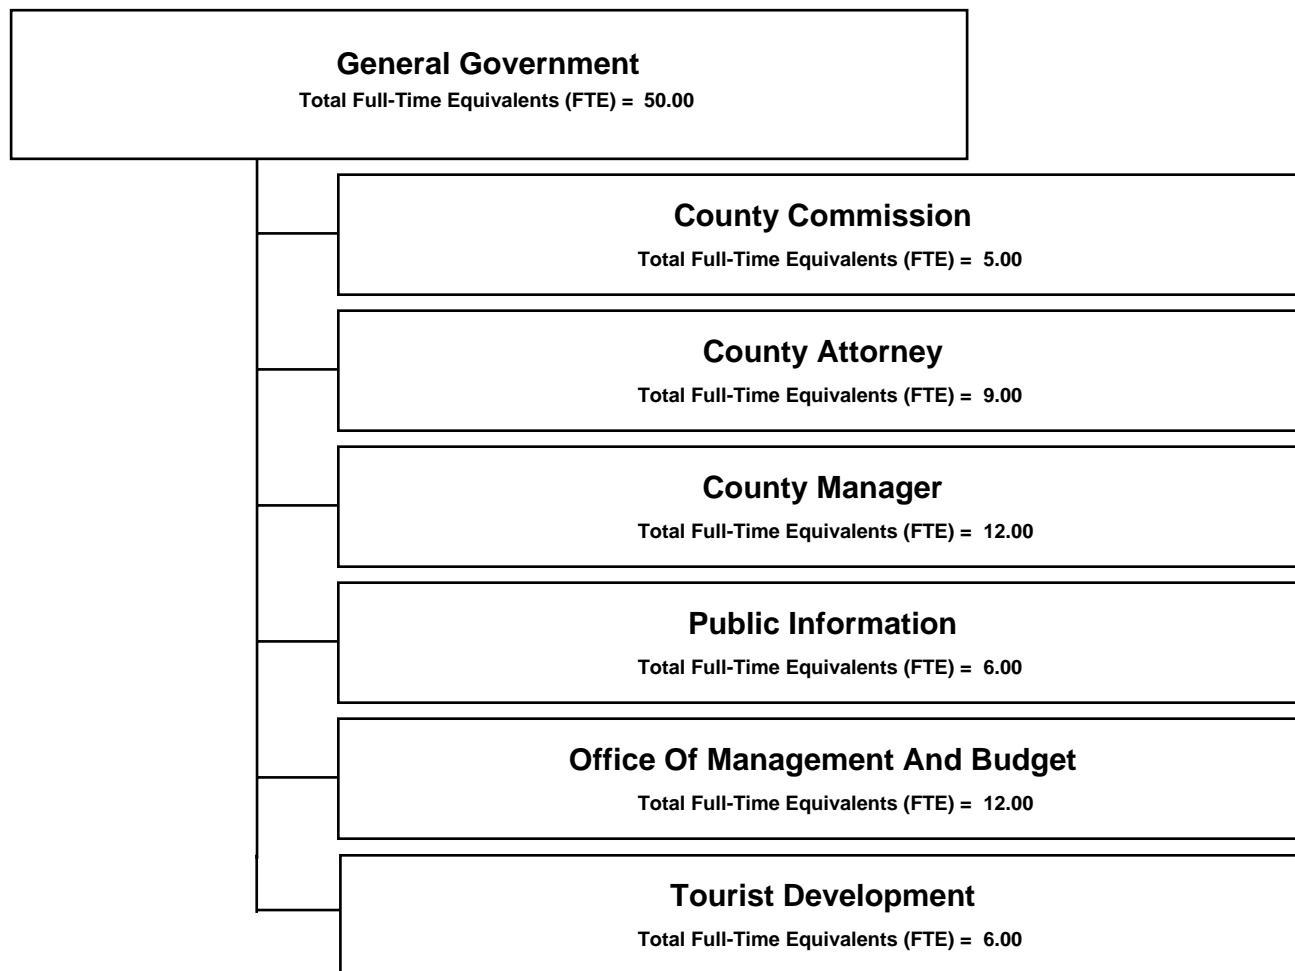 General Government
Total Full-Time Equivalents (FTE) = 50.00
County Commission
Total Full-Time Equivalents (FTE) = 5.00
County Attorney
Total Full-Time Equivalents (FTE) = 9.00
County Manager
Total Full-Time Equivalents (FTE) = 12.00
Public Information
Total Full-Time Equivalents (FTE) = 6.00
Office Of Management And Budget
Total Full-Time Equivalents (FTE) = 12.00
Tourist Development
Total Full-Time Equivalents (FTE) = 6.00